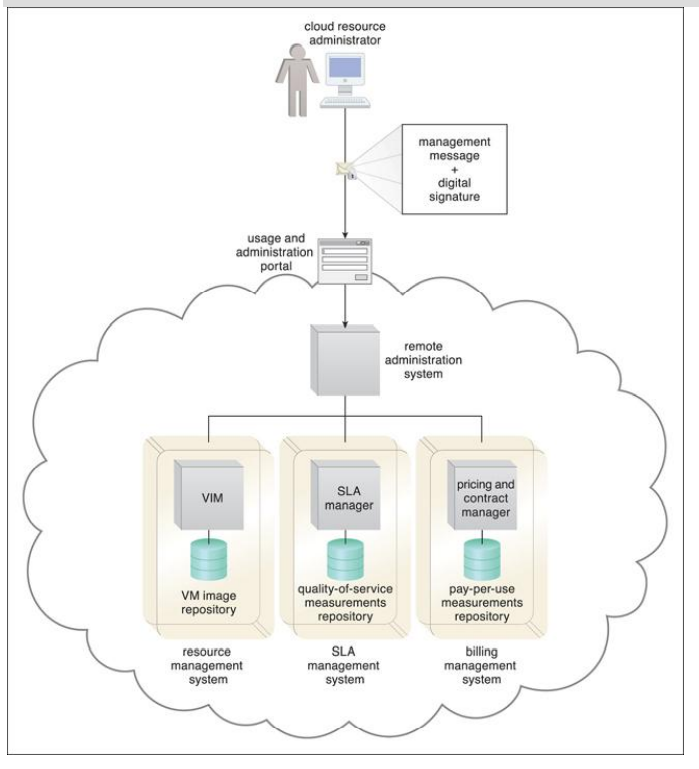 cloud resource
administrator
management
message
+
digital
signature
usage and
administration
portal
remote
administration
system
VIM
SLA
manager
pricing and
contract
manager
VM image
repository
quality-of-service
measurements
repository
pay-per-use
measurements
repository
resource
management
system
SLA
management
system
billing
management
system